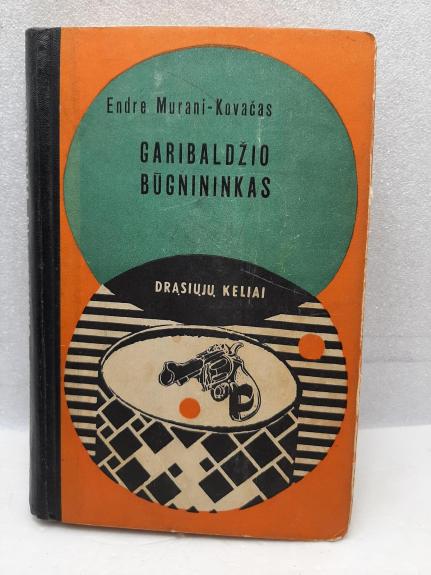 Endre Murani-Kovačas
GARIBALDŽIO
BŪGNININKAS
DRĄSIŲJŲ KELIAI